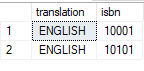 translation isbn
1 ENGLISH 10001
2 ENGLISH 10101